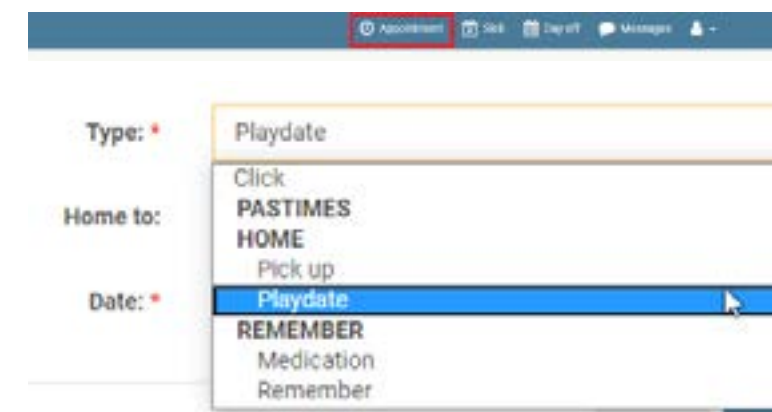 Appointment Sick Day off Messages
Type: * Playdate
Click
Home to: PASTIMES
HOME
Pick up
Date: * Playdate
REMEMBER
Medication
Remember